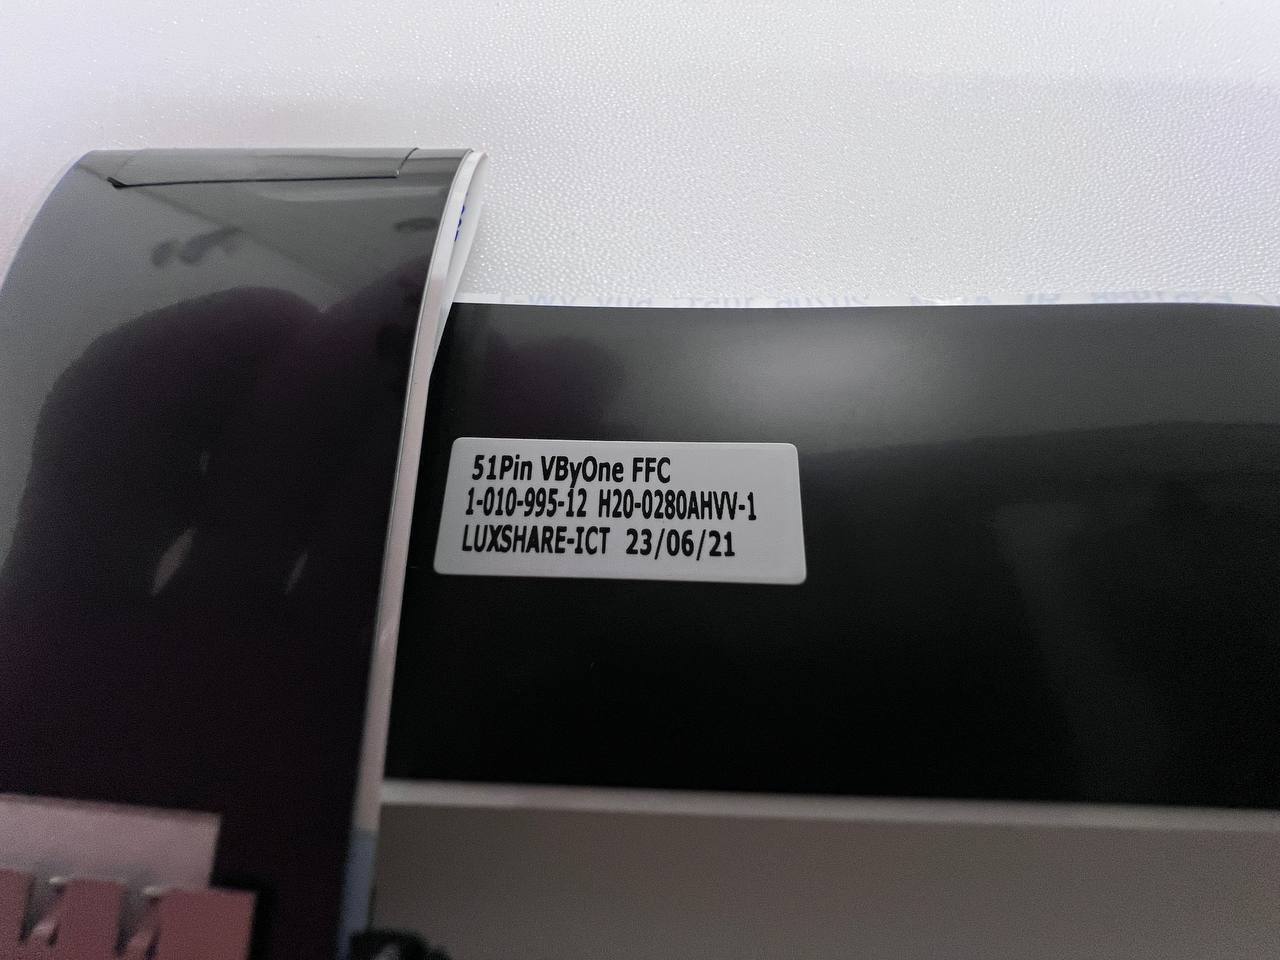 51Pin VByOne FFC
1-010-995-12 H20-0280AHVV-1
LUXSHARE-ICT 23/06/21